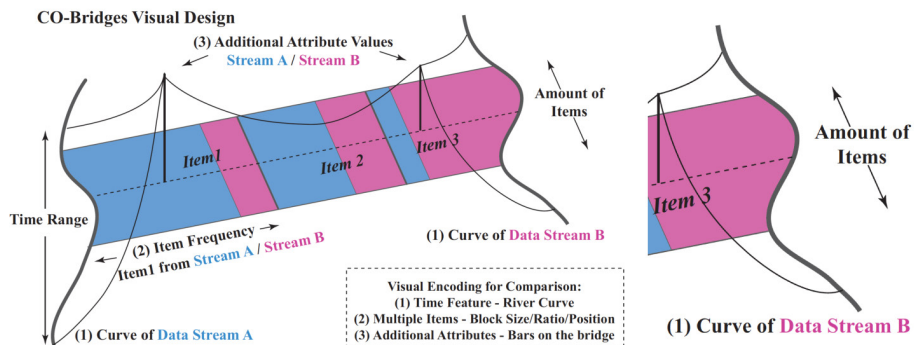 CO-Bridges Visual Design
(3) Additional Attribute Values
Stream A / Stream B
Amount of
Items
Item1
Item 2
Item 3
Time Range
(2) Item Frequency
Item1 from Stream A / Stream B
(1) Curve of Data Stream B
(1) Curve of Data Stream A
Visual Encoding for Comparison:
(1) Time Feature - River Curve
(2) Multiple Items - Block Size/Ratio/Position
(3) Additional Attributes - Bars on the bridge
Amount of
Items
Item 3
(1) Curve of Data Stream B